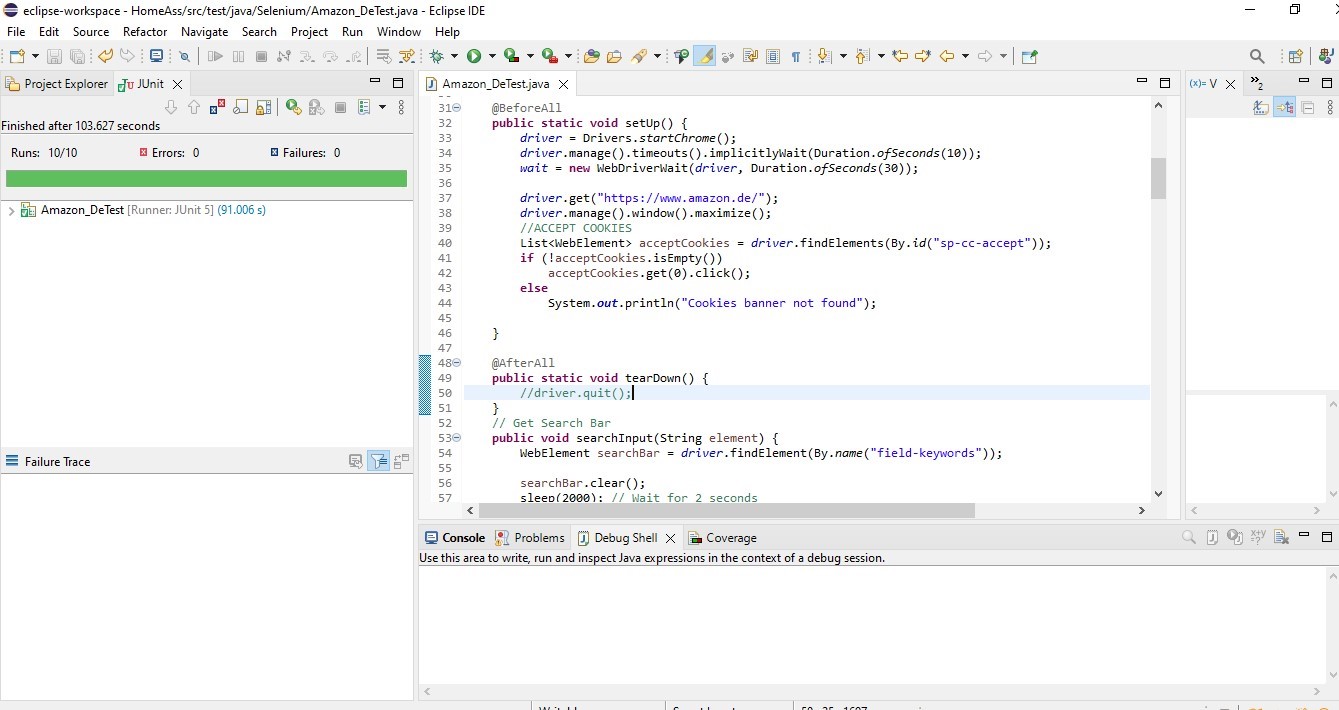 eclipse-workspace - HomeAss/src/test/java/Selenium/Amazon_DeTest.java - Eclipse IDE
File Edit Source Refactor Navigate Search Project Run Window Help
Project Explorer JUnit
Finished after 103.627 seconds
Runs: 10/10 Errors: 0 Failures: 0
Amazon_DeTest [Runner: JUnit 5] (91.006 s)
Failure Trace
Amazon_DeTest.java
31 @BeforeAll
32 public static void setUp() {
33 driver = Drivers.startChrome();
34 driver.manage().timeouts().implicitlyWait(Duration.ofSeconds(10));
35 wait = new WebDriverWait(driver, Duration.ofSeconds(30));
36
37 driver.get("https://www.amazon.de/");
38 driver.manage().window().maximize();
39 //ACCEPT COOKIES
40 List<WebElement> acceptCookies = driver.findElements(By.id("sp-cc-accept"));
41 if (!acceptCookies.isEmpty())
42 acceptCookies.get(0).click();
43 else
44 System.out.println("Cookies banner not found");
45
46 }
47
48 @AfterAll
49 public static void tearDown() {
50 //driver.quit();
51 }
52 // Get Search Bar
53 public void searchInput(String element) {
54 WebElement searchBar = driver.findElement(By.name("field-keywords"));
55
56 searchBar.clear();
57 sleep(2000); // Wait for 2 seconds
(x)= V
»2
Console Problems Debug Shell Coverage
Use this area to write, run and inspect Java expressions in the context of a debug session.